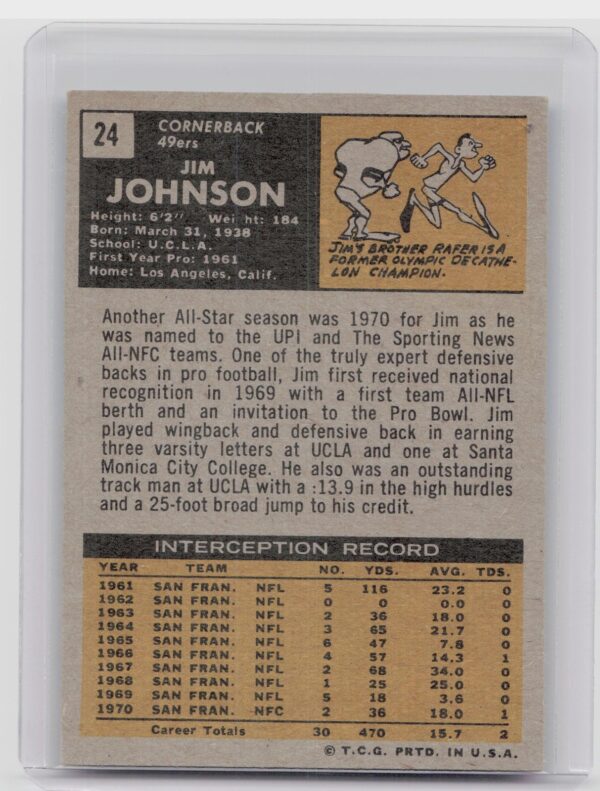 24
CORNERBACK
49ers
JIM
JOHNSON
Height: 6'2" Wei ht: 184
Born: March 31, 1938
School: U.C.L.A.
First Year Pro: 1961
Home: Los Angeles, Calif.
JIM'S BROTHER RAFER IS A
FORMER OLYMPIC DECATHE-
LON CHAMPION.
Another All-Star season was 1970 for Jim as he
was named to the UPI and The Sporting News
All-NFC teams. One of the truly expert defensive
backs in pro football, Jim first received national
recognition in 1969 with a first team All-NFL
berth and an invitation to the Pro Bowl. Jim
played wingback and defensive back in earning
three varsity letters at UCLA and one at Santa
Monica City College. He also was an outstanding
track man at UCLA with a :13.9 in the high hurdles
and a 25-foot broad jump to his credit.
INTERCEPTION RECORD
YEAR TEAM NO. YDS. AVG. TDS.
1961 SAN FRAN. NFL 5 116 23.2 0
1962 SAN FRAN. NFL 0 0 0.0 0
1963 SAN FRAN. NFL 2 36 18.0 0
1964 SAN FRAN. NFL 3 65 21.7 0
1965 SAN FRAN. NFL 6 47 7.8 0
1966 SAN FRAN. NFL 4 57 14.3 1
1967 SAN FRAN. NFL 2 68 34.0 0
1968 SAN FRAN. NFL 1 25 25.0 0
1969 SAN FRAN. NFL 5 18 3.6 0
1970 SAN FRAN. NFC 2 36 18.0 1
Career Totals 30 470 15.7 2
© T.C.G. PRTD. IN U.S.A.